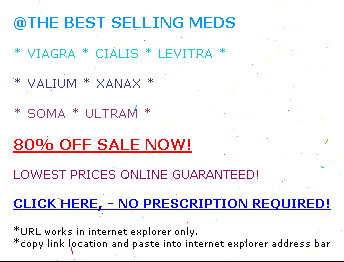 @THE BEST SELLING MEDS
* VIAGRA * CIALIS * LEVITRA *
* VALIUM * XANAX *
* SOMA * ULTRAM *
80% OFF SALE NOW!
LOWEST PRICES ONLINE GUARANTEED!
CLICK HERE, - NO PRESCRIPTION REQUIRED!
*URL works in internet explorer only.
*copy link location and paste into internet explorer address bar